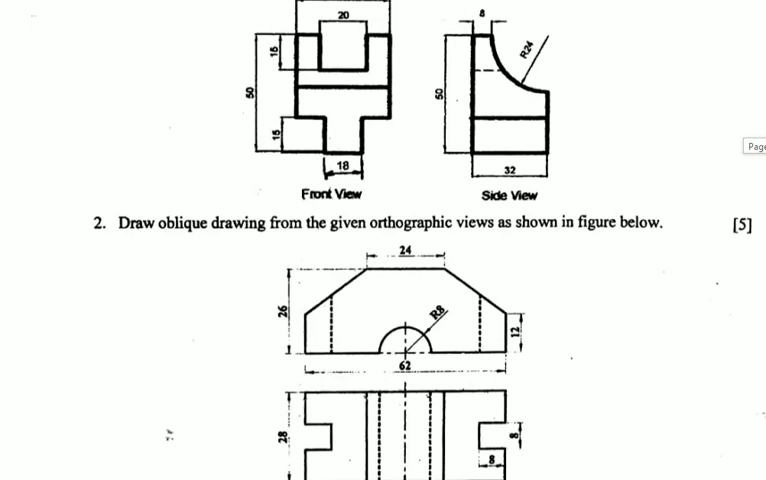 20
8
15
R24
50
50
15
18
32
Front View
Side View
Page
2. Draw oblique drawing from the given orthographic views as shown in figure below. [5]
24
26
R8
12
62
28
8
8